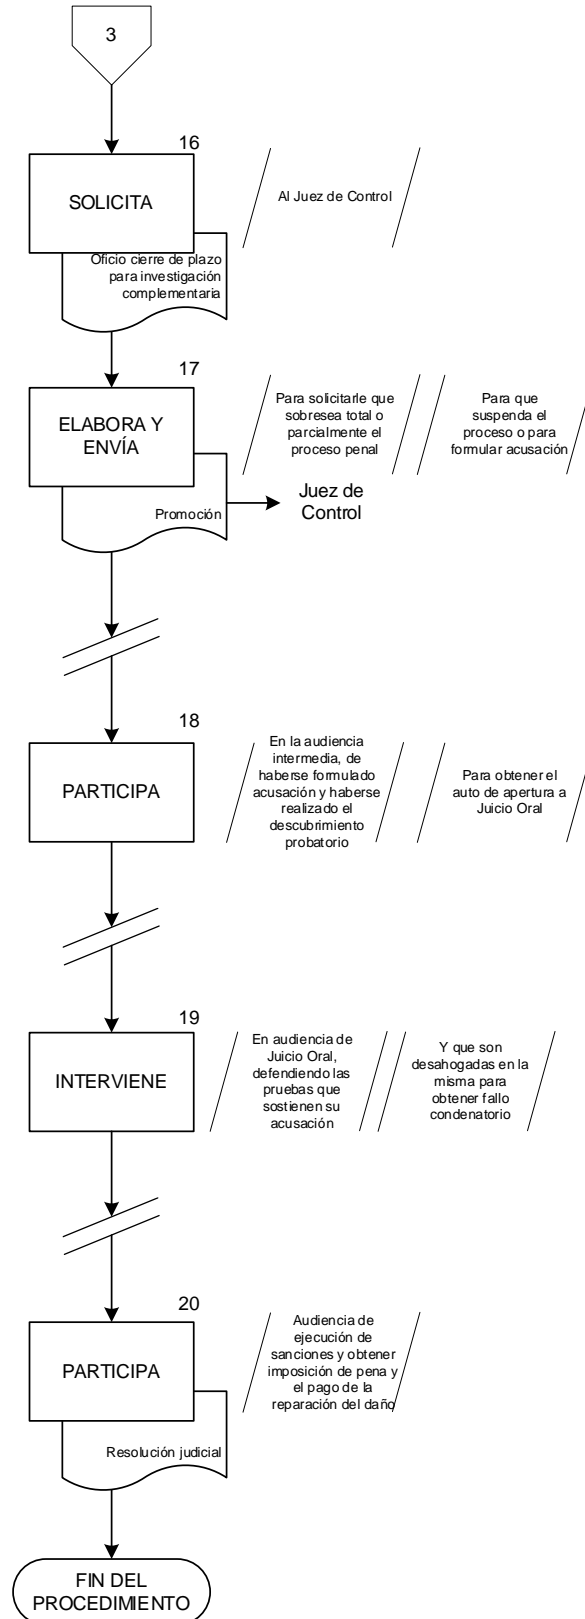 3
16
SOLICITA
Al Juez de Control
Oficio cierre de plazo
para investigación
complementaria
17
ELABORA Y
ENVÍA
Para solicitarle que
sobresea total o
parcialmente el
proceso penal
Para que
suspenda el
proceso o para
formular acusación
Promoción
Juez de
Control
18
PARTICIPA
En la audiencia
intermedia, de
haberse formulado
acusación y haberse
realizado el
descubrimiento
probatorio
Para obtener el
auto de apertura a
Juicio Oral
19
INTERVIENE
En audiencia de
Juicio Oral,
defendiendo las
pruebas que
sostienen su
acusación
Y que son
desahogadas en la
misma para
obtener fallo
condenatorio
20
PARTICIPA
Audiencia de
ejecución de
sanciones y obtener
imposición de pena y
el pago de la
reparación del daño
Resolución judicial
FIN DEL
PROCEDIMIENTO